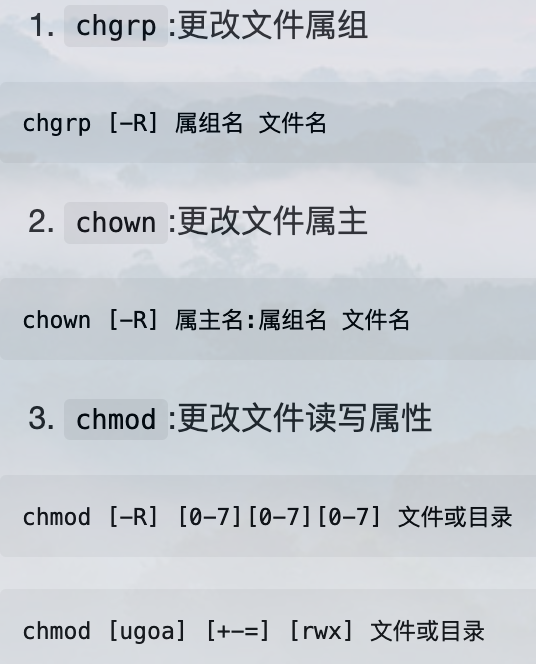 1. chgrp:更改文件属组
chgrp [-R] 属组名 文件名
2. chown:更改文件属主
chown [-R] 属主名:属组名 文件名
3. chmod:更改文件读写属性
chmod [-R] [0-7][0-7][0-7] 文件或目录
chmod [ugoa] [+-=] [rwx] 文件或目录